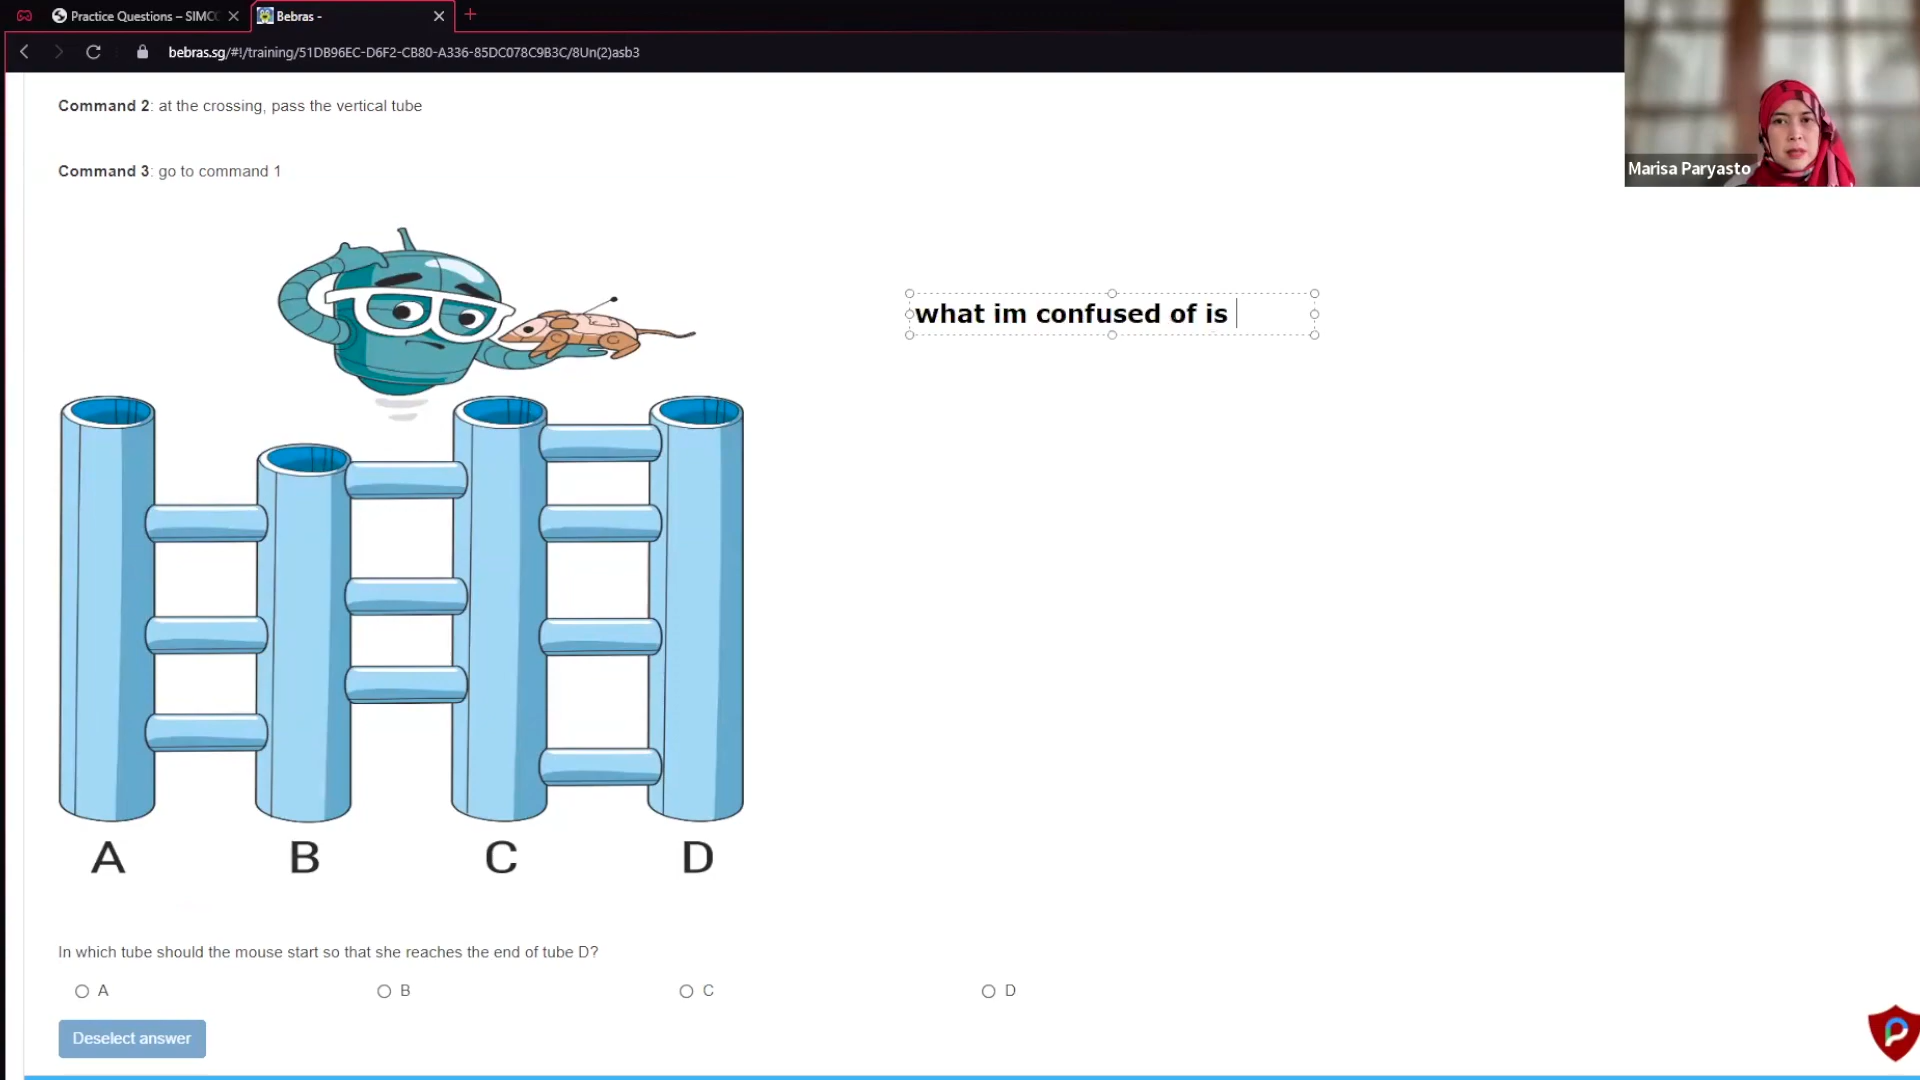 Practice Questions – SIMCC
Bebras -
bebras.sg/#!/training/51DB96EC-D6F2-CB80-A336-85DC078C9B3C/8Un(2)asb3
Marisa Paryasto
Command 2: at the crossing, pass the vertical tube
Command 3: go to command 1
what im confused of is
A B C D
In which tube should the mouse start so that she reaches the end of tube D?
A B C D
Deselect answer